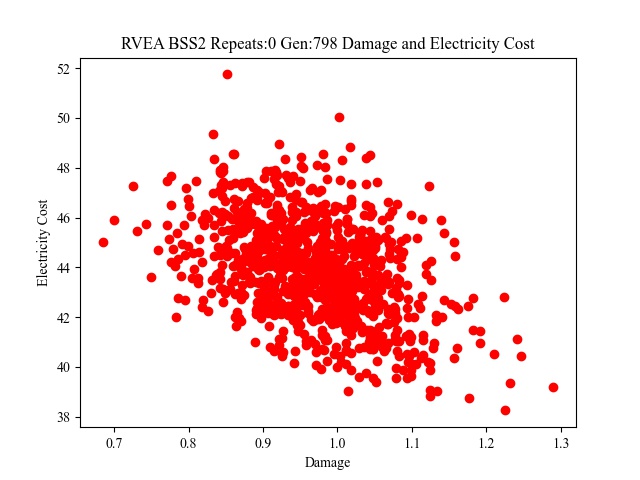 RVEA BSS2 Repeats:0 Gen:798 Damage and Electricity Cost
52
50
48
46
44
42
40
38
Electricity Cost
0.7 0.8 0.9 1.0 1.1 1.2 1.3
Damage